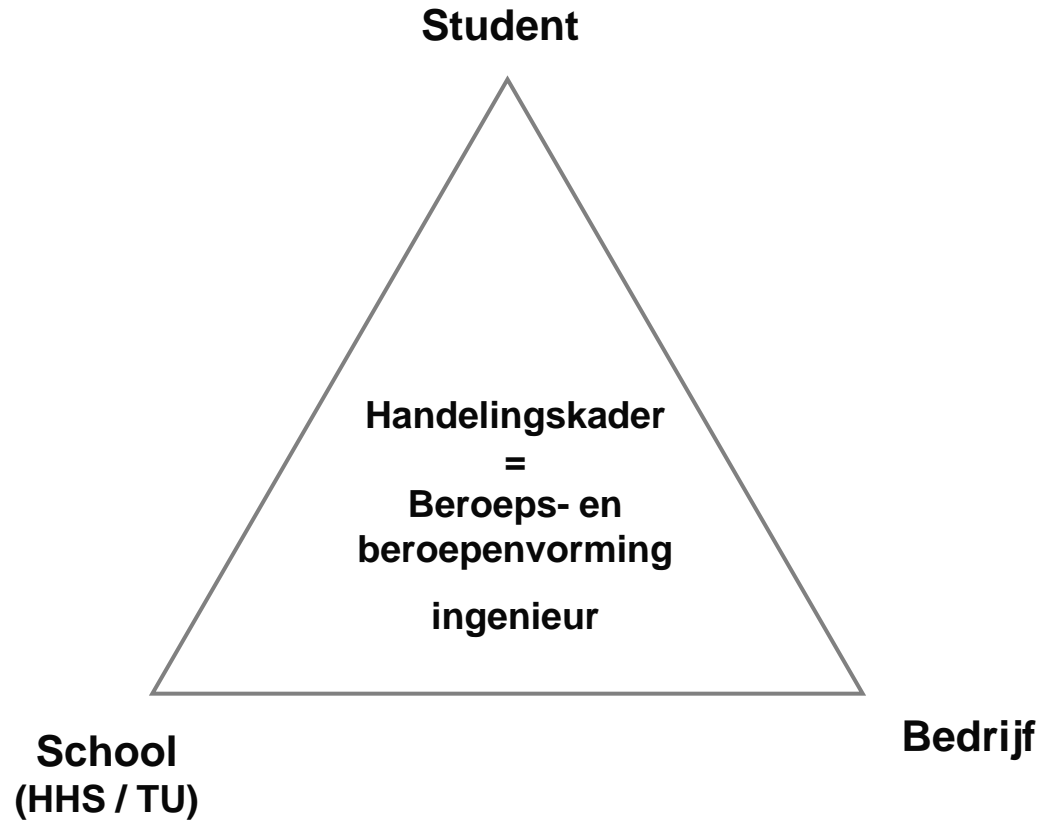 Student
Handelingskader
=
Beroeps- en
beroepenvorming
ingenieur
School
(HHS / TU)
Bedrijf